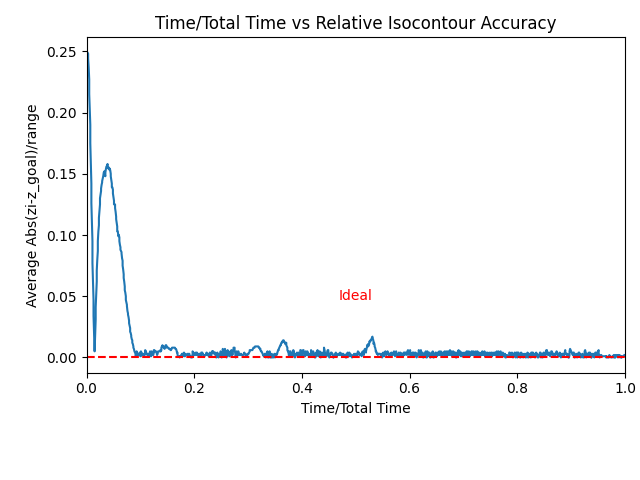 Time/Total Time vs Relative Isocontour Accuracy
Average Abs(zi-z_goal)/range
0.25
0.20
0.15
0.10
0.05
0.00
Ideal
0.0 0.2 0.4 0.6 0.8 1.0
Time/Total Time